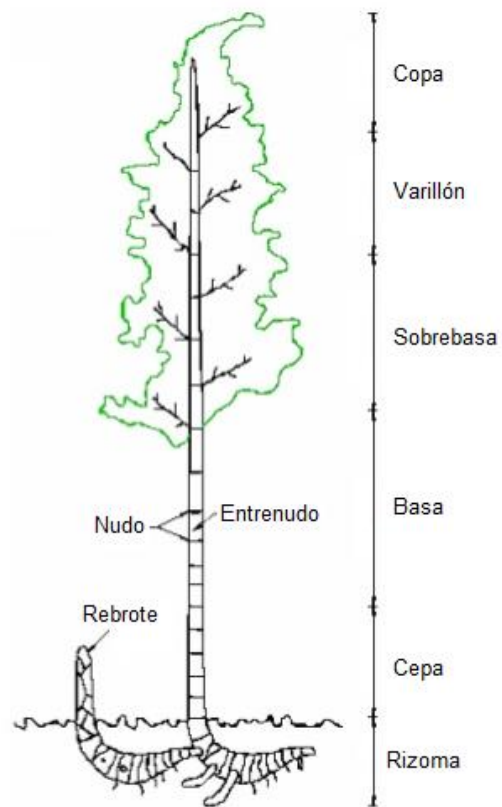 Copa
Varillón
Sobrebasa
Basa
Nudo
Entrenudo
Rebrote
Cepa
Rizoma